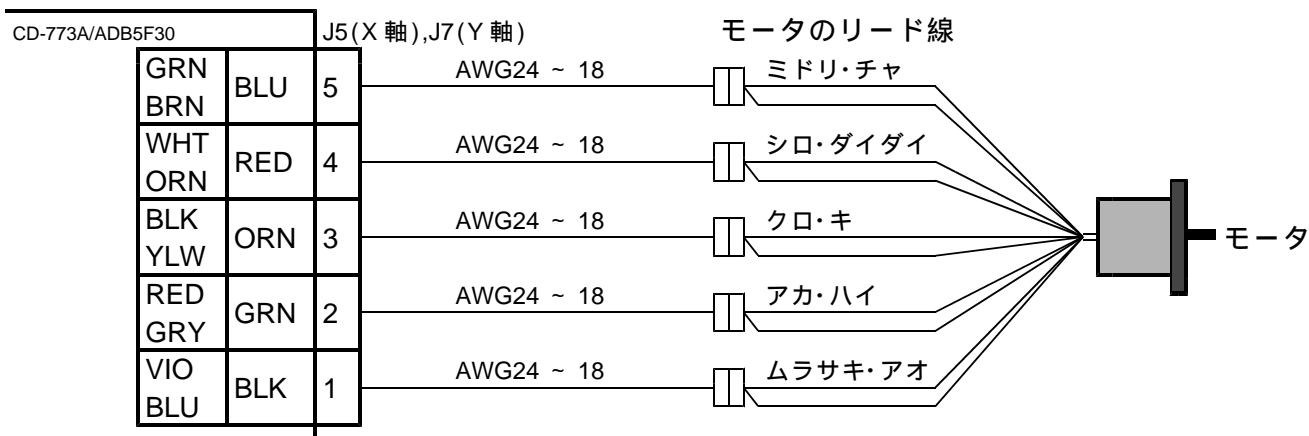 CD-773A/ADB5F30
J5(X 軸),J7(Y 軸)
モータのリード線
GRN
BRN
BLU
5
AWG24 ~ 18
ミドリ・チャ
WHT
ORN
RED
4
AWG24 ~ 18
シロ・ダイダイ
BLK
YLW
ORN
3
AWG24 ~ 18
クロ・キ
モータ
RED
GRY
GRN
2
AWG24 ~ 18
アカ・ハイ
VIO
BLU
BLK
1
AWG24 ~ 18
ムラサキ・アオ